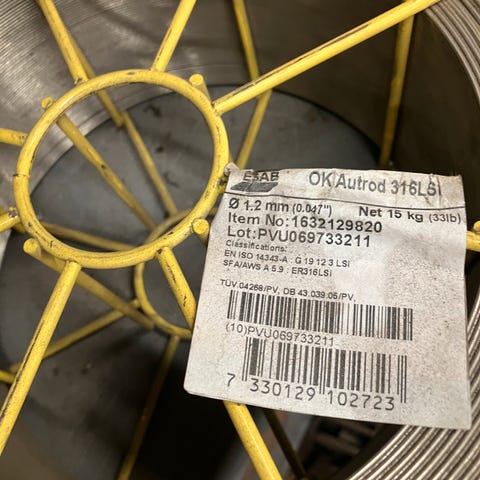 ESAB OK Autrod 316LSi
Ø 1.2 mm (0.047") Net 15 kg (33lb)
Item No:1632129820
Lot:PVU069733211
Classifications:
EN ISO 14343-A : G 19 12 3 LSI
SFA/AWS A 5.9 : ER316LSI
TÜV 04268/PV, DB 43.039.05/PV,
(10)PVU069733211
7 330129 102723